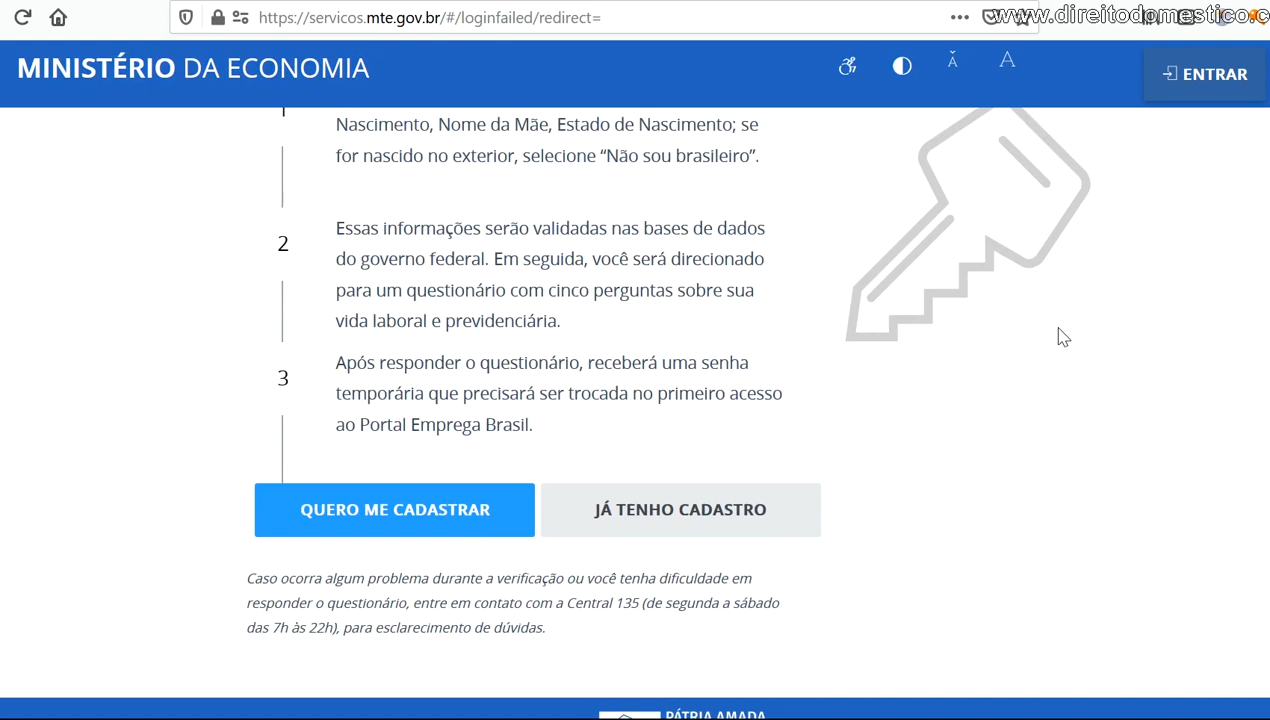 https://servicos.mte.gov.br/#/loginfailed/redirect=
www.direitodomestico.c
MINISTÉRIO DA ECONOMIA
A
A
ENTRAR
Nascimento, Nome da Mãe, Estado de Nascimento; se
for nascido no exterior, selecione “Não sou brasileiro”.
2
Essas informações serão validadas nas bases de dados
do governo federal. Em seguida, você será direcionado
para um questionário com cinco perguntas sobre sua
vida laboral e previdenciária.
3
Após responder o questionário, receberá uma senha
temporária que precisará ser trocada no primeiro acesso
ao Portal Emprega Brasil.
QUERO ME CADASTRAR
JÁ TENHO CADASTRO
Caso ocorra algum problema durante a verificação ou você tenha dificuldade em
responder o questionário, entre em contato com a Central 135 (de segunda a sábado
das 7h às 22h), para esclarecimento de dúvidas.
PÁTRIA AMADA